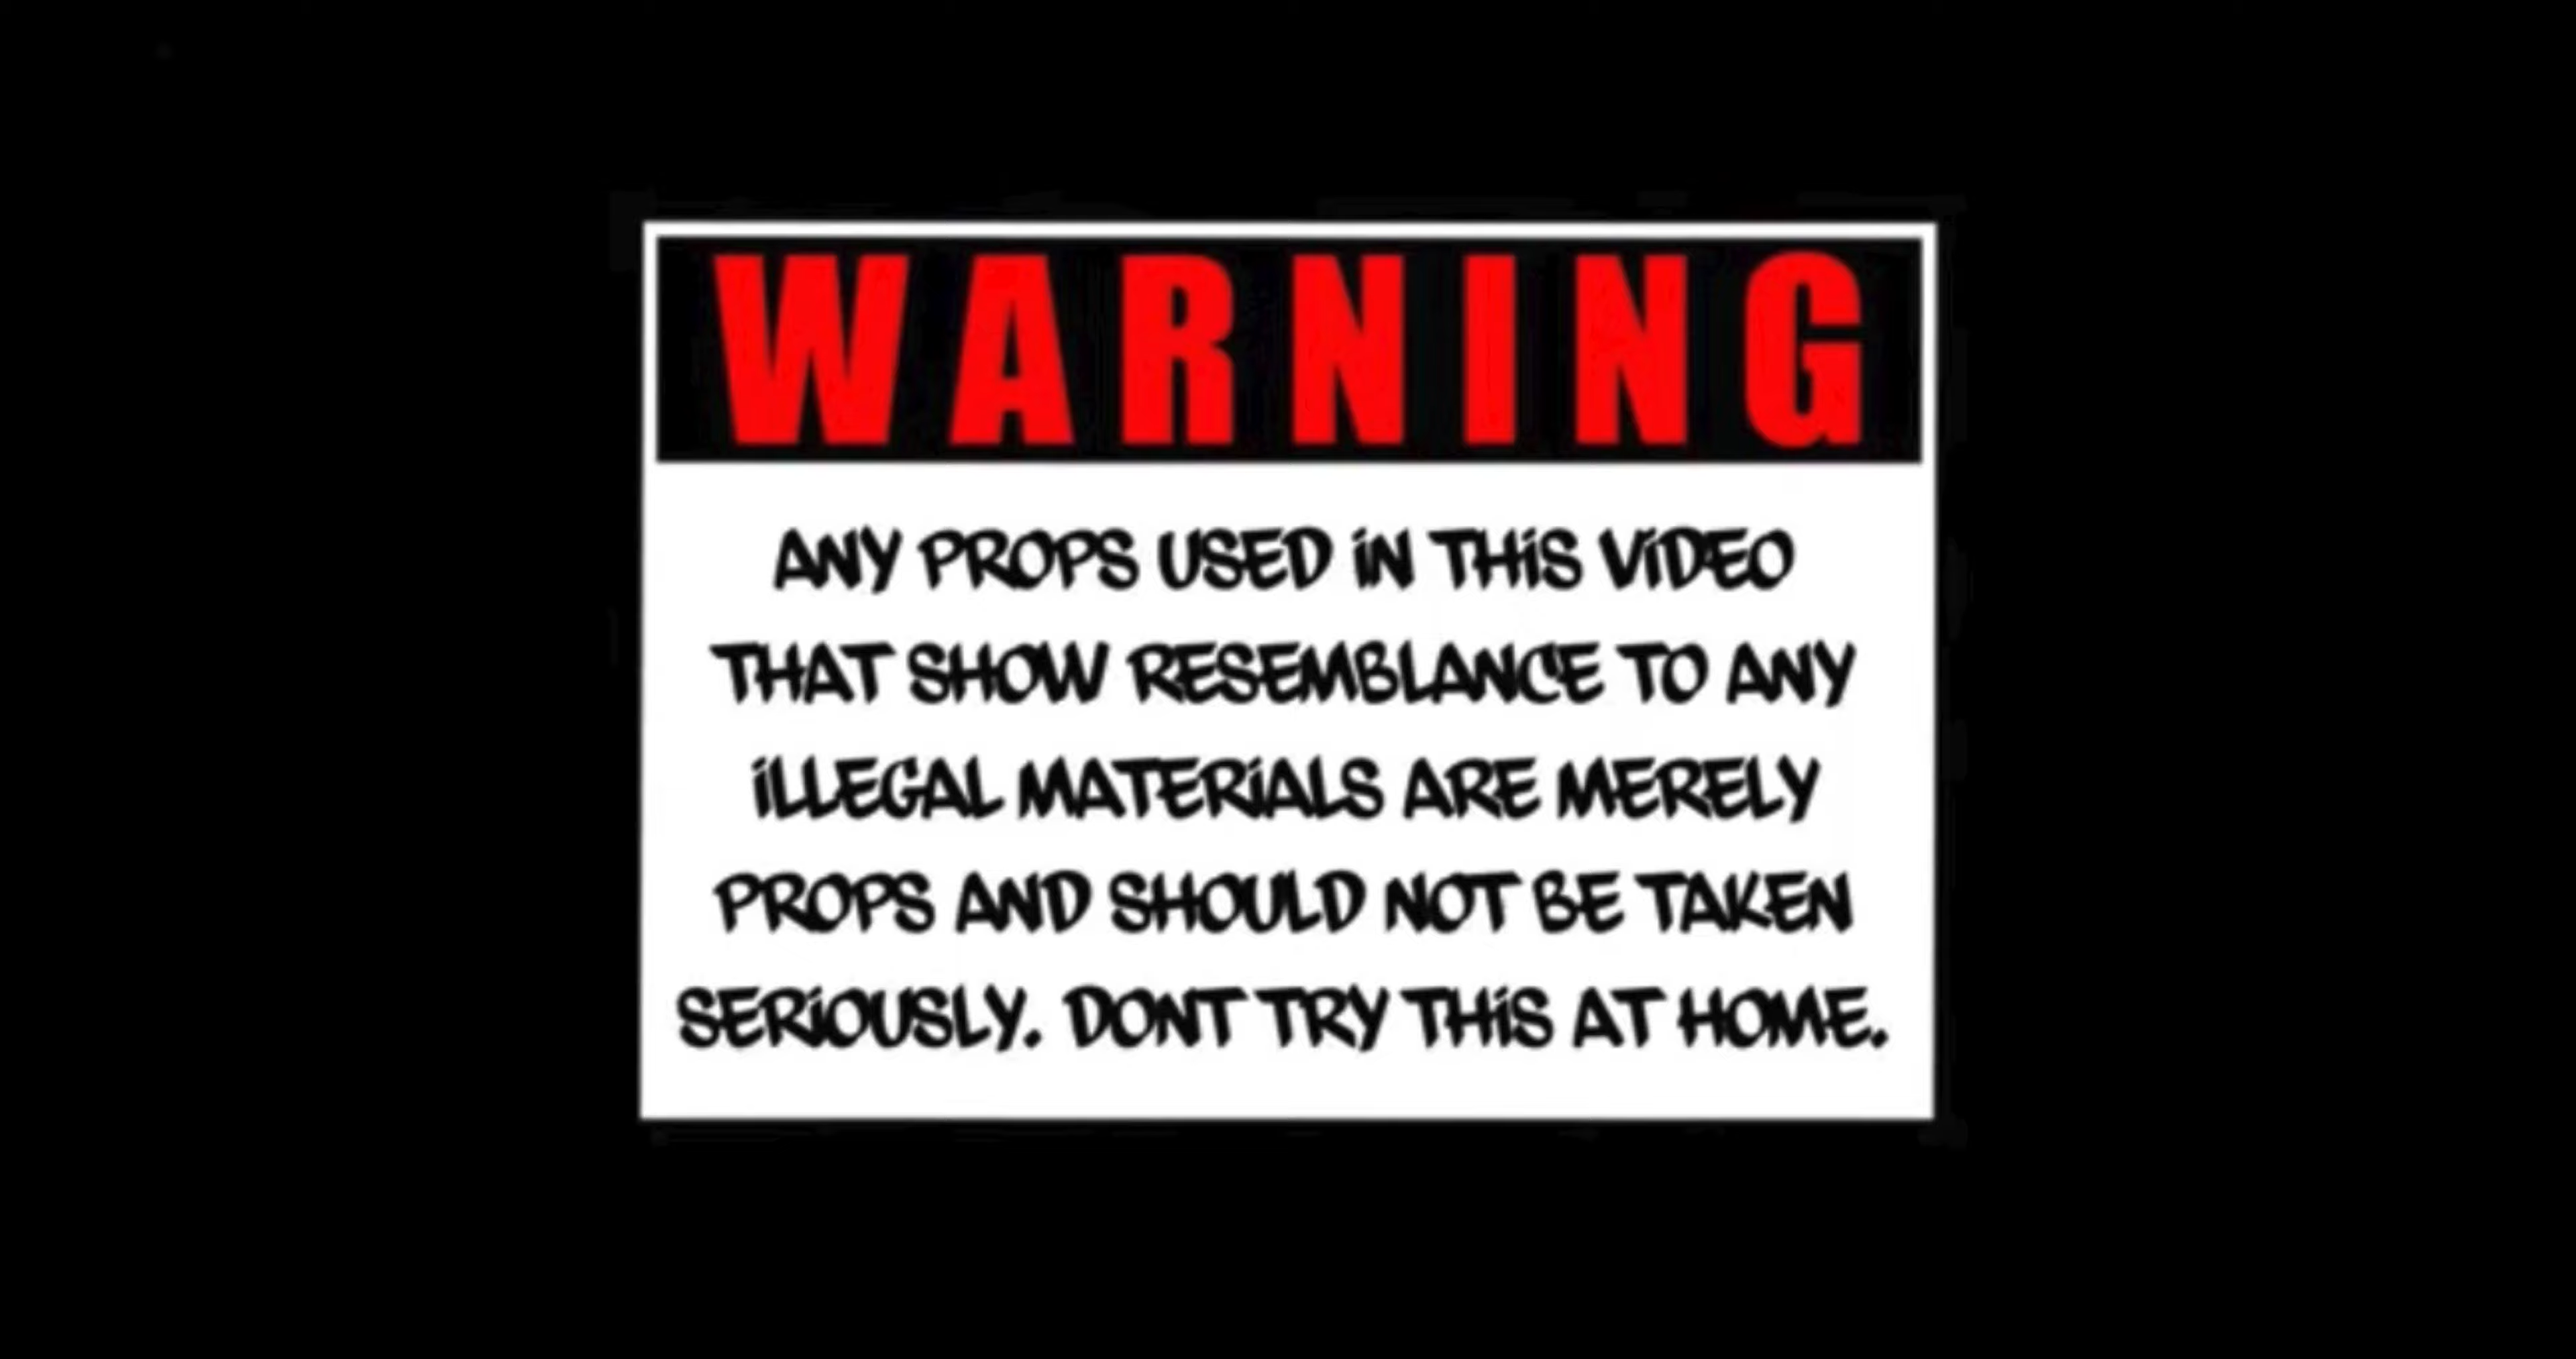 WARNING
ANY PROPS USED iN THiS ViDEO
THAT SHOW RESEMBLANCE TO ANY
iLLEGAL MATERiALS ARE MERELY
PROPS AND SHOULD NOT BE TAKEN
SERiOUSLY. DONT TRY THiS AT HOME.